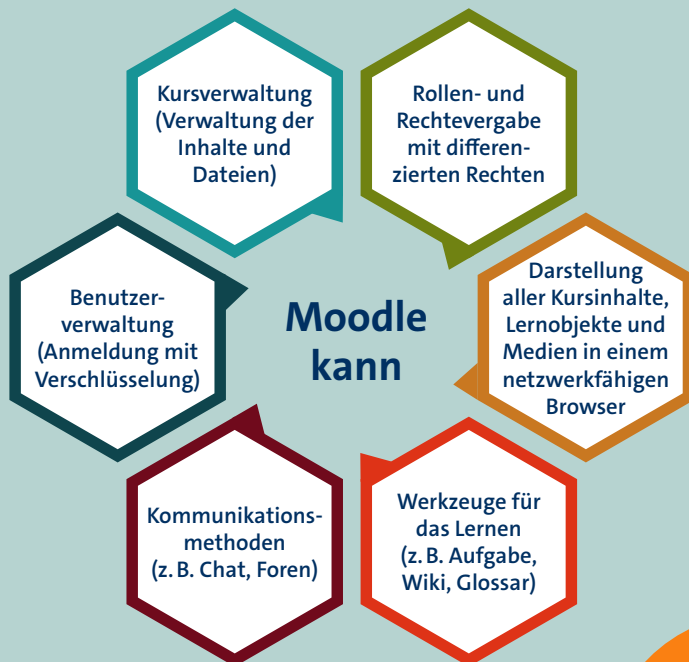 Kursverwaltung
(Verwaltung der
Inhalte und
Dateien)
Rollen- und
Rechtevergabe
mit differen-
zierten Rechten
Benutzer-
verwaltung
(Anmeldung mit
Verschlüsselung)
Moodle
kann
Darstellung
aller Kursinhalte,
Lernobjekte und
Medien in einem
netzwerkfähigen
Browser
Kommunikations-
methoden
(z. B. Chat, Foren)
Werkzeuge für
das Lernen
(z. B. Aufgabe,
Wiki, Glossar)